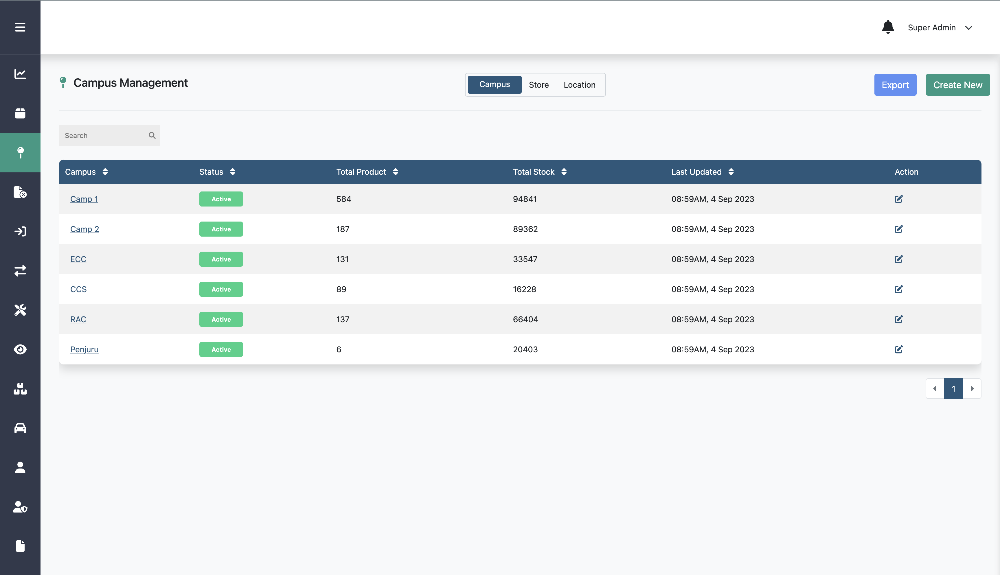 Super Admin
Campus Management
Campus Store Location
Export Create New
Search
Campus Status Total Product Total Stock Last Updated Action
Camp 1 Active 584 94841 08:59AM, 4 Sep 2023
Camp 2 Active 187 89362 08:59AM, 4 Sep 2023
ECC Active 131 33547 08:59AM, 4 Sep 2023
CCS Active 89 16228 08:59AM, 4 Sep 2023
RAC Active 137 66404 08:59AM, 4 Sep 2023
Penjuru Active 6 20403 08:59AM, 4 Sep 2023
1